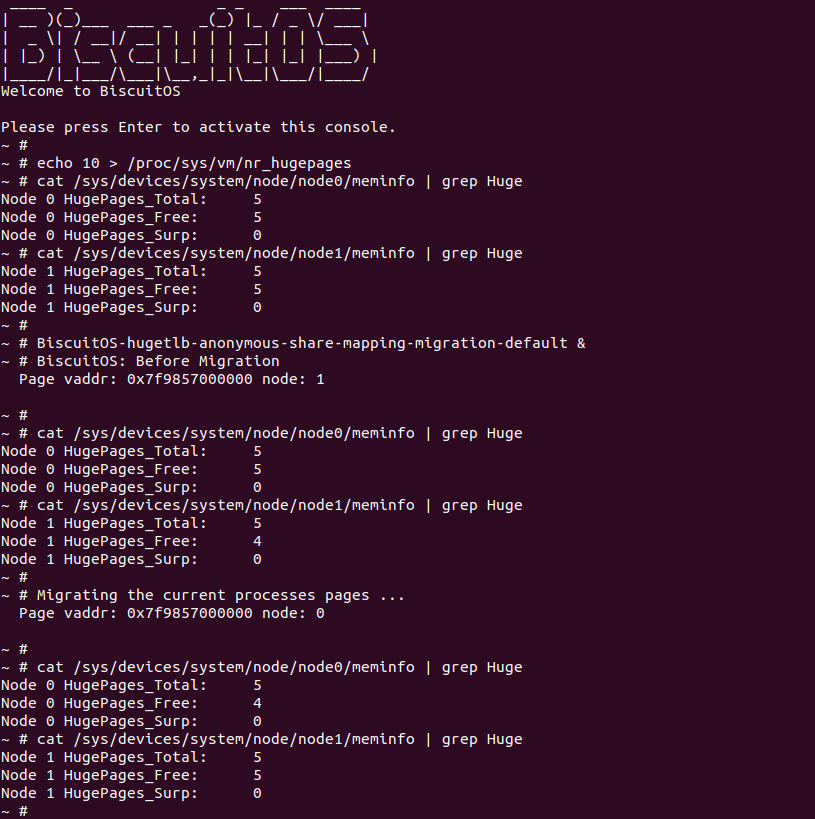 ____  _                _ _    ___  ____
| __ )(_)___  ___ _   _(_) |_ / _ \/ ___|
|  _ \| / __|/ __| | | | | __| | | \___ \
| |_) | \__ \ (__| |_| | | |_| |_| |___) |
|____/|_|___/\___|\__,_|_|\__|\___/|____/
Welcome to BiscuitOS
Please press Enter to activate this console.
~ #
~ # echo 10 > /proc/sys/vm/nr_hugepages
~ # cat /sys/devices/system/node/node0/meminfo | grep Huge
Node 0 HugePages_Total:     5
Node 0 HugePages_Free:      5
Node 0 HugePages_Surp:      0
~ # cat /sys/devices/system/node/node1/meminfo | grep Huge
Node 1 HugePages_Total:     5
Node 1 HugePages_Free:      5
Node 1 HugePages_Surp:      0
~ #
~ # BiscuitOS-hugetlb-anonymous-share-mapping-migration-default &
~ # BiscuitOS: Before Migration
  Page vaddr: 0x7f9857000000 node: 1
~ #
~ # cat /sys/devices/system/node/node0/meminfo | grep Huge
Node 0 HugePages_Total:     5
Node 0 HugePages_Free:      5
Node 0 HugePages_Surp:      0
~ # cat /sys/devices/system/node/node1/meminfo | grep Huge
Node 1 HugePages_Total:     5
Node 1 HugePages_Free:      4
Node 1 HugePages_Surp:      0
~ #
~ # Migrating the current processes pages ...
  Page vaddr: 0x7f9857000000 node: 0
~ #
~ # cat /sys/devices/system/node/node0/meminfo | grep Huge
Node 0 HugePages_Total:     5
Node 0 HugePages_Free:      4
Node 0 HugePages_Surp:      0
~ # cat /sys/devices/system/node/node1/meminfo | grep Huge
Node 1 HugePages_Total:     5
Node 1 HugePages_Free:      5
Node 1 HugePages_Surp:      0
~ #